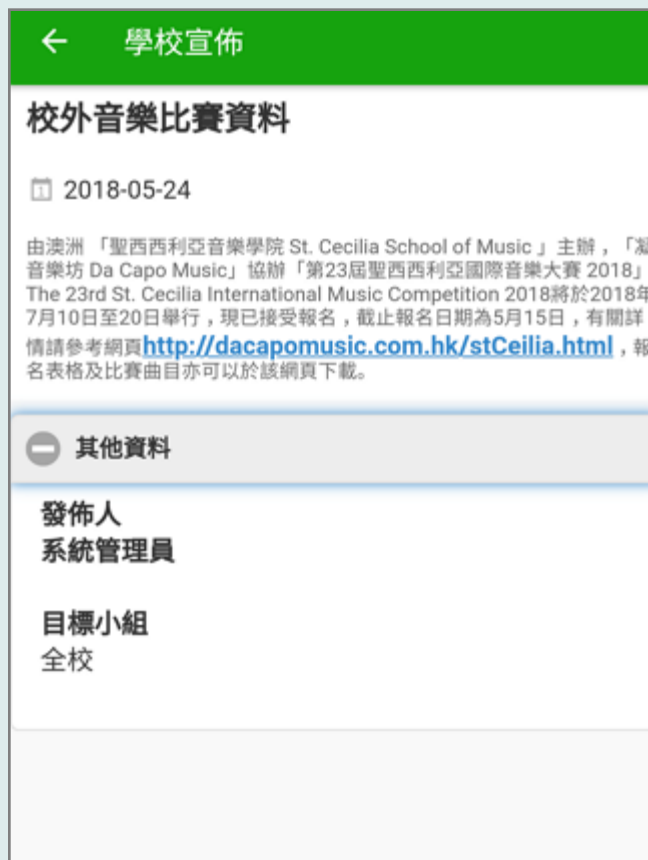 學校宣佈
校外音樂比賽資料
2018-05-24
由澳洲 「聖西西利亞音樂學院 St. Cecilia School of Music 」主辦，「凝
音樂坊 Da Capo Music」協辦「第23屆聖西西利亞國際音樂大賽 2018」
The 23rd St. Cecilia International Music Competition 2018將於2018年
7月10日至20日舉行，現已接受報名，截止報名日期為5月15日，有關詳
情請參考網頁http://dacapomusic.com.hk/stCeilia.html，報
名表格及比賽曲目亦可以於該網頁下載。
其他資料
發佈人
系統管理員
目標小組
全校